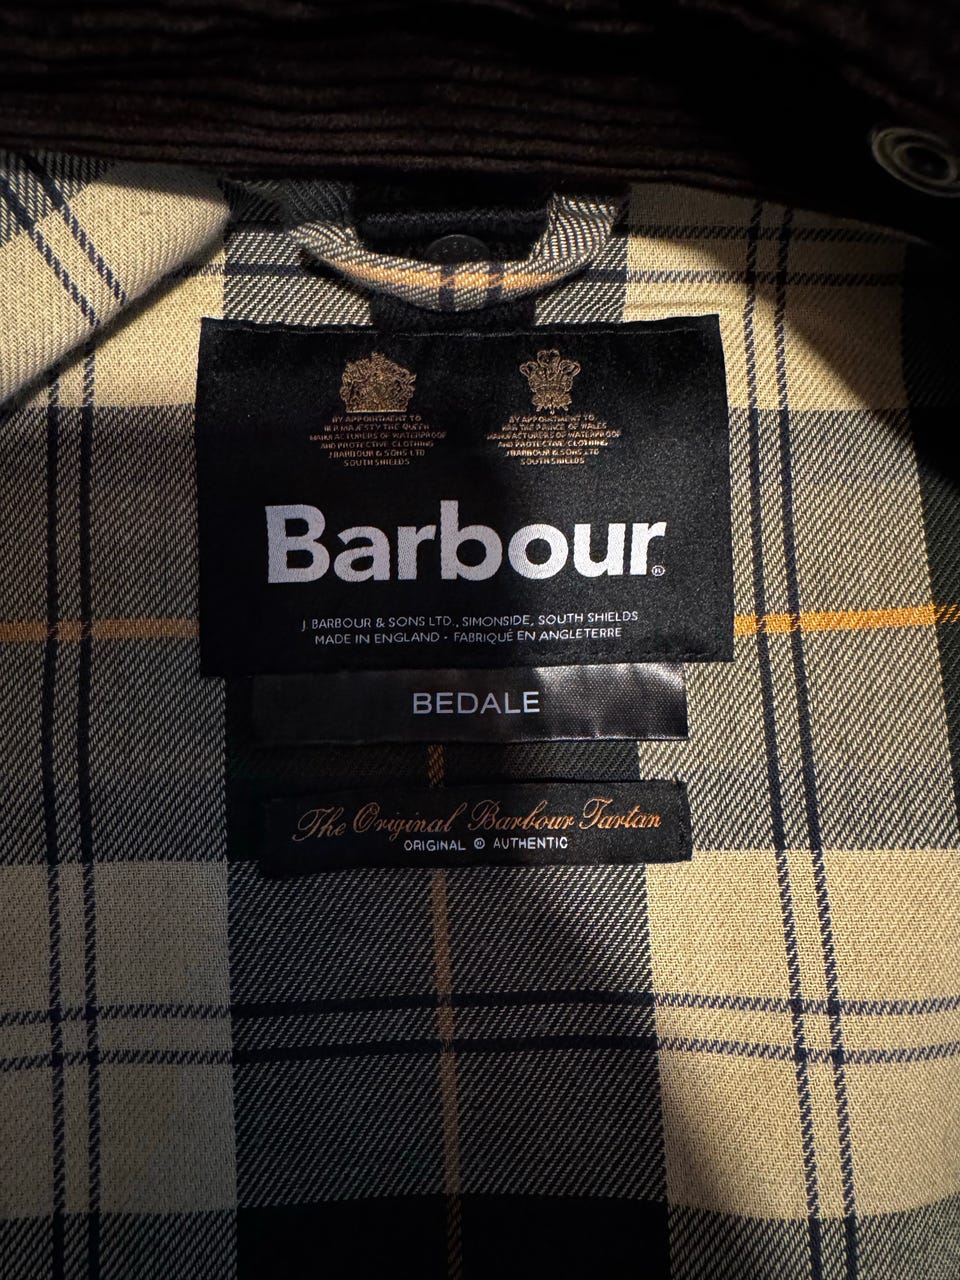 BY APPOINTMENT TO
H.R. MAJESTY THE QUEEN
MANUFACTURERS OF WATERPROOF
AND PROTECTIVE CLOTHING
J.BARBOUR & SONS LTD
SOUTH SHIELDS
BY APPOINTMENT TO
HRH THE PRINCE OF WALES
MANUFACTURERS OF WATERPROOF
AND PROTECTIVE CLOTHING
J.BARBOUR & SONS LTD
SOUTH SHIELDS
Barbour®
J BARBOUR & SONS LTD., SIMONSIDE, SOUTH SHIELDS
MADE IN ENGLAND · FABRIQUÉ EN ANGLETERRE
BEDALE
The Original Barbour Tartan
ORIGINAL ® AUTHENTIC